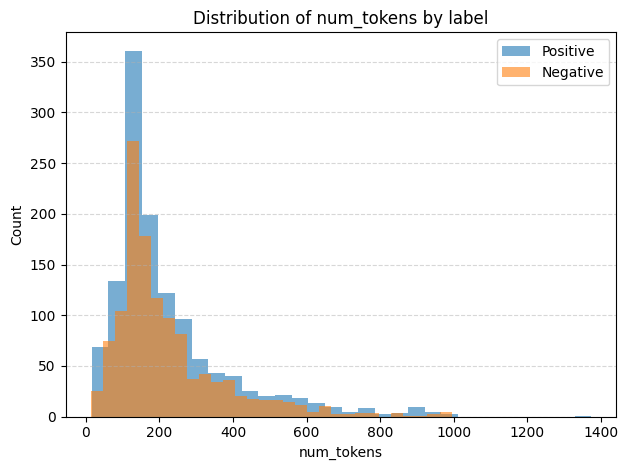 Distribution of num_tokens by label
Positive
Negative
Count
350
300
250
200
150
100
50
0
0 200 400 600 800 1000 1200 1400
num_tokens